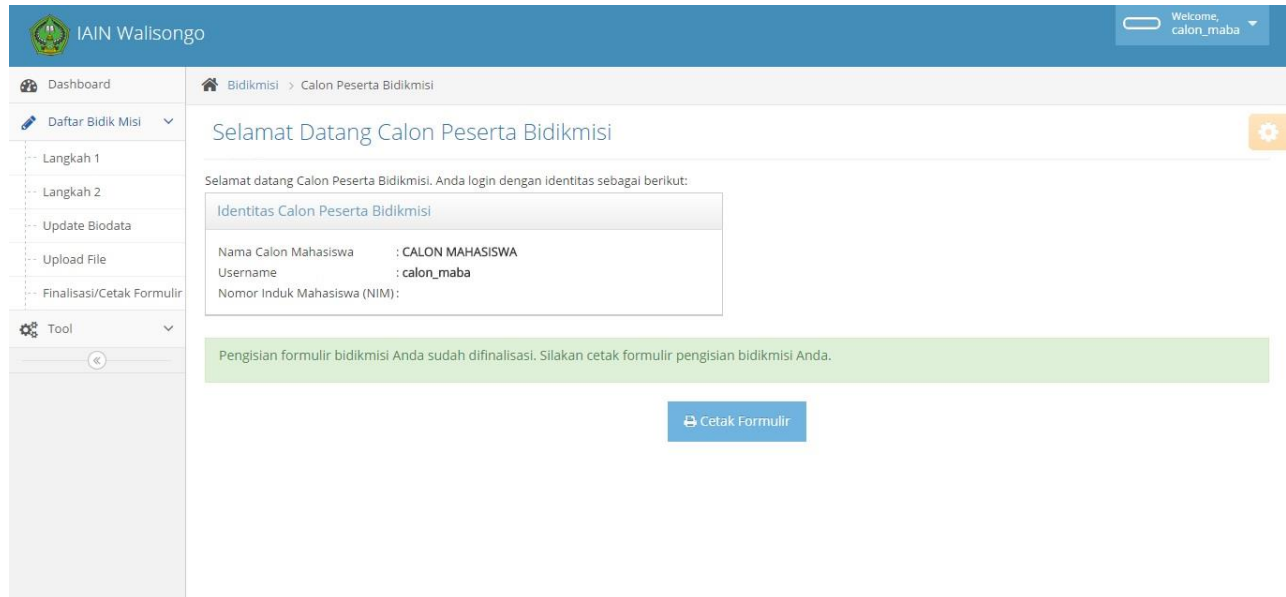 IAIN Walisongo
Welcome,
calon_maba
Dashboard
Daftar Bidik Misi
Langkah 1
Langkah 2
Update Biodata
Upload File
Finalisasi/Cetak Formulir
Tool
Bidikmisi > Calon Peserta Bidikmisi
Selamat Datang Calon Peserta Bidikmisi
Selamat datang Calon Peserta Bidikmisi. Anda login dengan identitas sebagai berikut:
Identitas Calon Peserta Bidikmisi
Nama Calon Mahasiswa : CALON MAHASISWA
Username : calon_maba
Nomor Induk Mahasiswa (NIM) :
Pengisian formulir bidikmisi Anda sudah difinalisasi. Silakan cetak formulir pengisian bidikmisi Anda.
Cetak Formulir